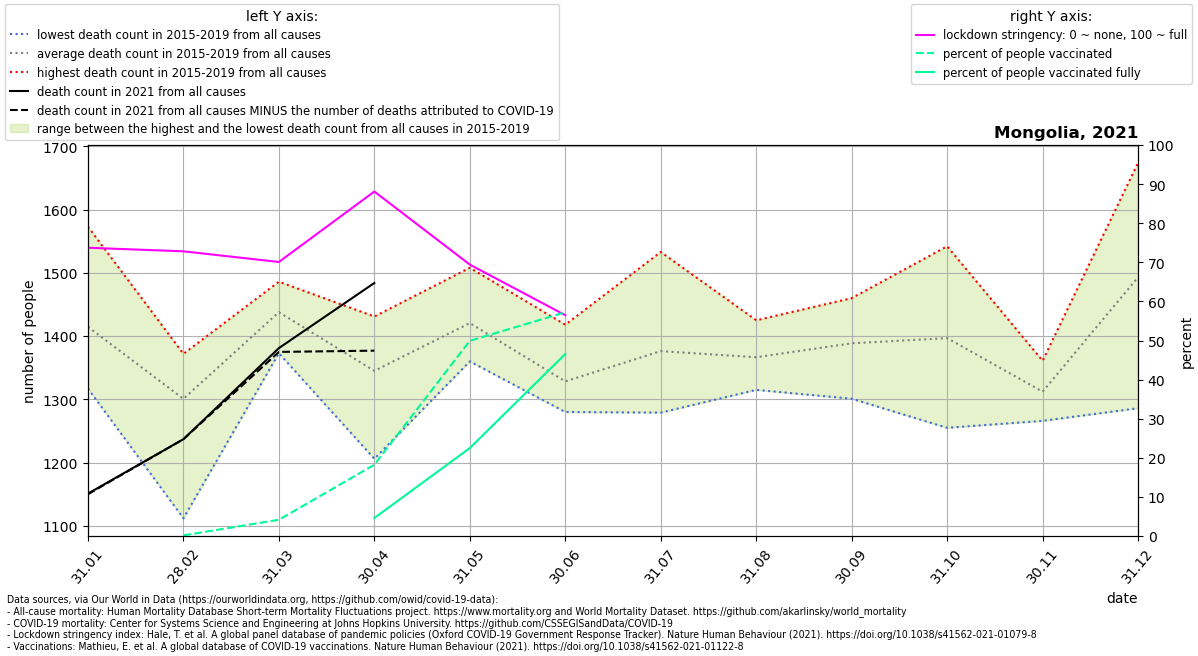 left Y axis:
lowest death count in 2015-2019 from all causes
average death count in 2015-2019 from all causes
highest death count in 2015-2019 from all causes
death count in 2021 from all causes
death count in 2021 from all causes MINUS the number of deaths attributed to COVID-19
range between the highest and the lowest death count from all causes in 2015-2019
right Y axis:
lockdown stringency: 0 ~ none, 100 ~ full
percent of people vaccinated
percent of people vaccinated fully
Mongolia, 2021
number of people
1700
1600
1500
1400
1300
1200
1100
100
90
80
70
60
50
40
30
20
10
0
percent
31.01
28.02
31.03
30.04
31.05
30.06
31.07
31.08
30.09
31.10
30.11
31.12
date
Data sources, via Our World in Data (https://ourworldindata.org, https://github.com/owid/covid-19-data):
- All-cause mortality: Human Mortality Database Short-term Mortality Fluctuations project. https://www.mortality.org and World Mortality Dataset. https://github.com/akarlinsky/world_mortality
- COVID-19 mortality: Center for Systems Science and Engineering at Johns Hopkins University. https://github.com/CSSEGISandData/COVID-19
- Lockdown stringency index: Hale, T. et al. A global panel database of pandemic policies (Oxford COVID-19 Government Response Tracker). Nature Human Behaviour (2021). https://doi.org/10.1038/s41562-021-01079-8
- Vaccinations: Mathieu, E. et al. A global database of COVID-19 vaccinations. Nature Human Behaviour (2021). https://doi.org/10.1038/s41562-021-01122-8